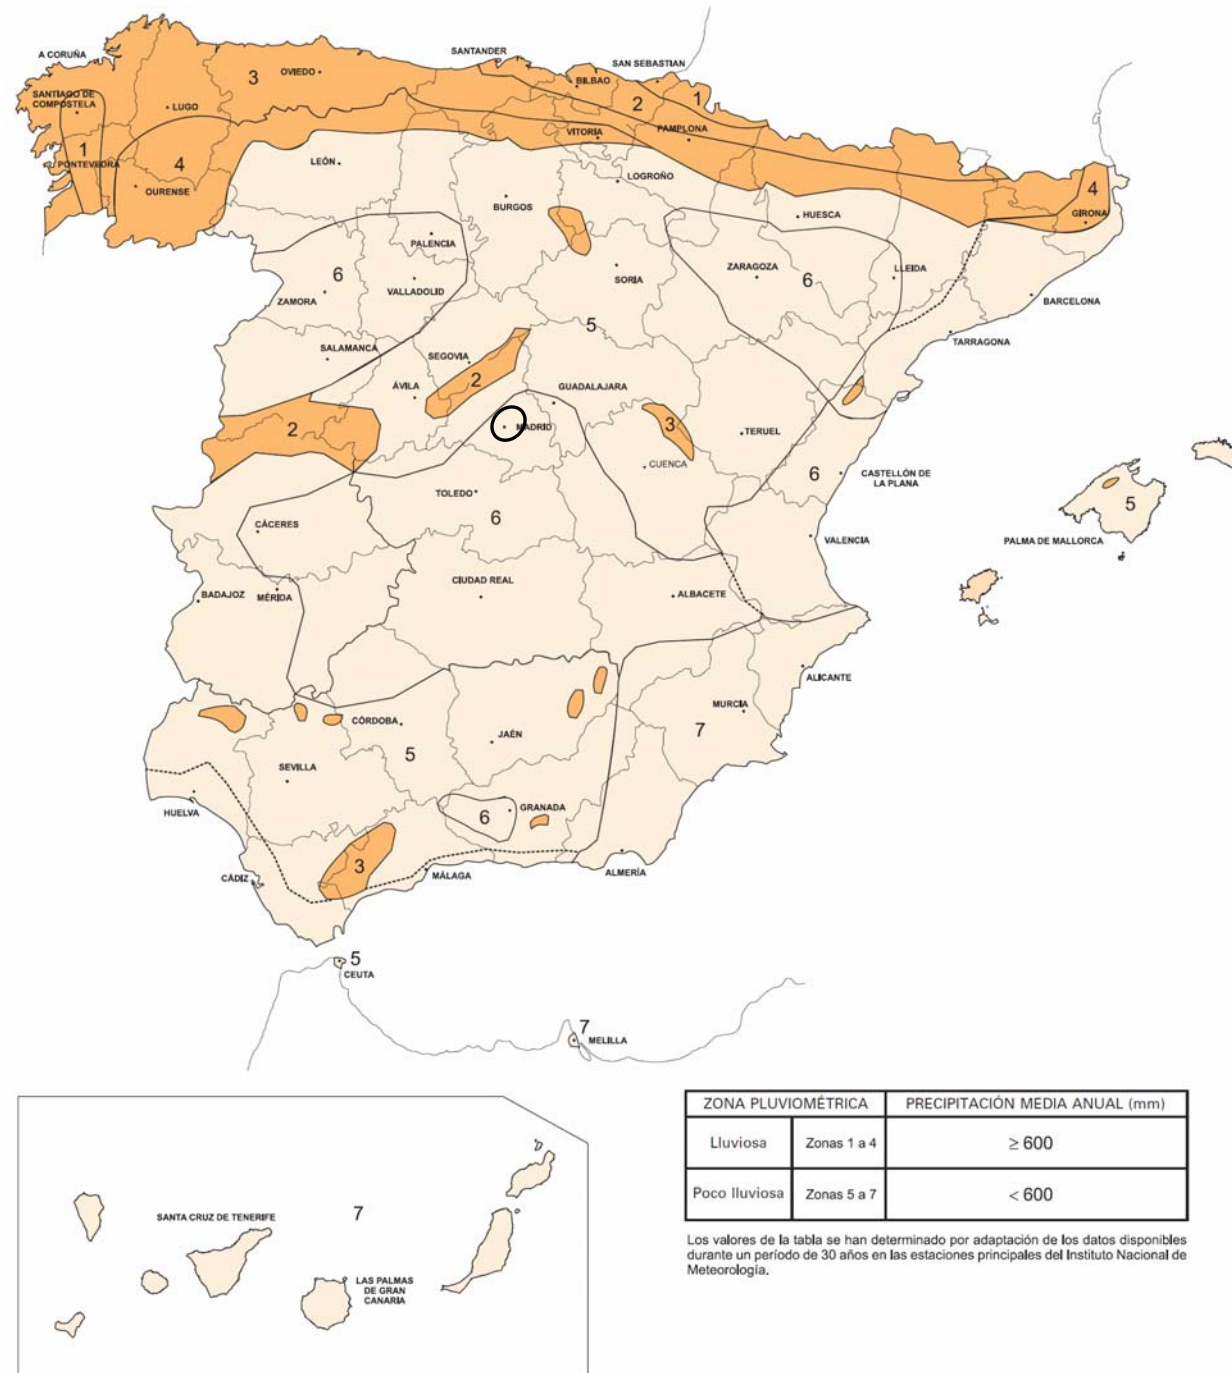 SANTANDER
A CORUÑA
SAN SEBASTIAN
3
OVIEDO
BILBAO
SANTIAGO DE
COMPOSTELA
LUGO
2
1
VITORIA
PAMPLONA
1
PONTEVEDRA
4
LEÓN
OURENSE
LOGROÑO
4
BURGOS
HUESCA
GIRONA
PALENCIA
6
ZARAGOZA
LLEIDA
6
VALLADOLID
SORIA
ZAMORA
BARCELONA
5
TARRAGONA
SALAMANCA
SEGOVIA
2
ÁVILA
GUADALAJARA
2
MADRID
3
TERUEL
CUENCA
6
CASTELLÓN DE
LA PLANA
TOLEDO
6
5
CÁCERES
VALENCIA
PALMA DE MALLORCA
CIUDAD REAL
BADAJOZ
MÉRIDA
ALBACETE
ALICANTE
MURCIA
CÓRDOBA
7
JAÉN
5
SEVILLA
HUELVA
6
GRANADA
3
CÁDIZ
MÁLAGA
ALMERÍA
5
CEUTA
7
MELILLA
ZONA PLUVIOMÉTRICA PRECIPITACIÓN MEDIA ANUAL (mm)
Lluviosa Zonas 1 a 4 ≥ 600
Poco lluviosa Zonas 5 a 7 < 600
Los valores de la tabla se han determinado por adaptación de los datos disponibles
durante un período de 30 años en las estaciones principales del Instituto Nacional de
Meteorología.
SANTA CRUZ DE TENERIFE
7
LAS PALMAS
DE GRAN
CANARIA